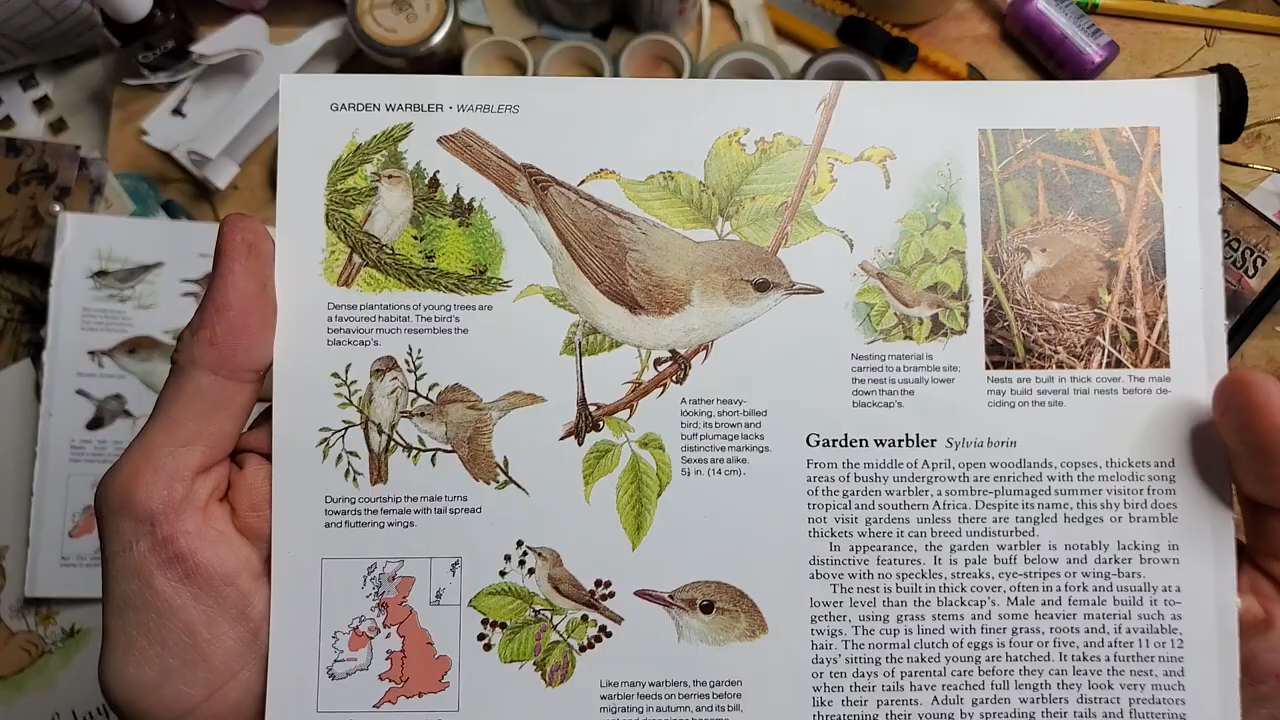 GARDEN WARBLER • WARBLERS
Dense plantations of young trees are
a favoured habitat. The bird's
behaviour much resembles the
blackcap's.
During courtship the male turns
towards the female with tail spread
and fluttering wings.
A rather heavy-
looking, short-billed
bird; its brown and
buff plumage lacks
distinctive markings.
Sexes are alike.
5½ in. (14 cm).
Nesting material is
carried to a bramble site;
the nest is usually lower
down than the
blackcap's.
Nests are built in thick cover. The male
may build several trial nests before de-
ciding on the site.
Like many warblers, the garden
warbler feeds on berries before
migrating in autumn, and its bill,
Garden warbler Sylvia borin
From the middle of April, open woodlands, copses, thickets and
areas of bushy undergrowth are enriched with the melodic song
of the garden warbler, a sombre-plumaged summer visitor from
tropical and southern Africa. Despite its name, this shy bird does
not visit gardens unless there are tangled hedges or bramble
thickets where it can breed undisturbed.
In appearance, the garden warbler is notably lacking in
distinctive features. It is pale buff below and darker brown
above with no speckles, streaks, eye-stripes or wing-bars.
The nest is built in thick cover, often in a fork and usually at a
lower level than the blackcap's. Male and female build it to-
gether, using grass stems and some heavier material such as
twigs. The cup is lined with finer grass, roots and, if available,
hair. The normal clutch of eggs is four or five, and after 11 or 12
days' sitting the naked young are hatched. It takes a further nine
or ten days of parental care before they can leave the nest, and
when their tails have reached full length they look very much
like their parents. Adult garden warblers distract predators
threatening their young by spreading their tails and fluttering